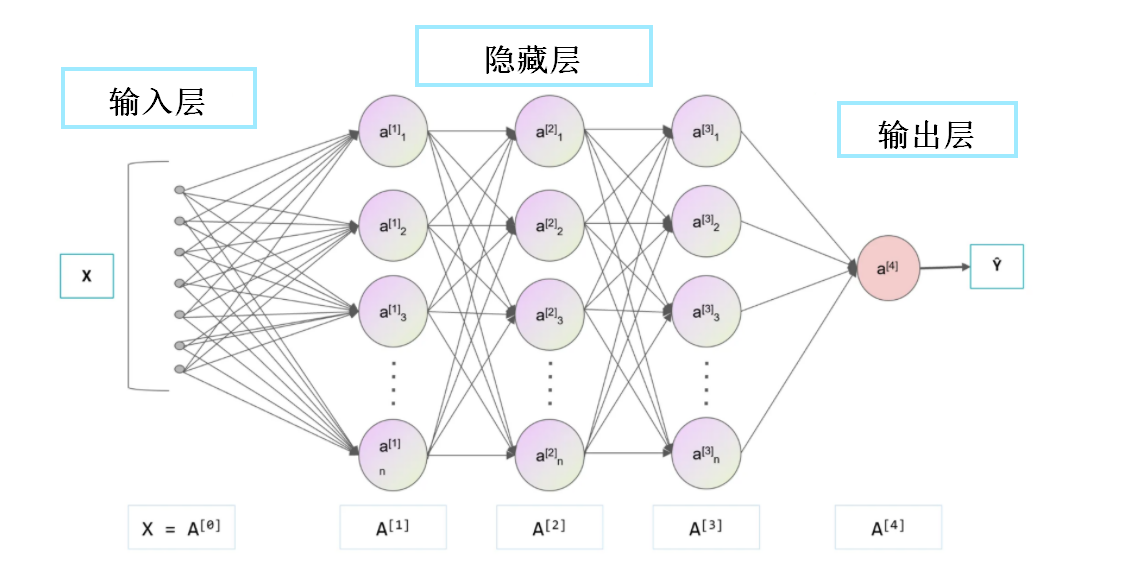 隐藏层
输入层
输出层
a[1]1
a[2]1
a[3]1
a[1]2
a[2]2
a[3]2
X
a[4]
Ŷ
a[1]3
a[2]3
a[3]3
a[1]
n
a[2]n
a[3]n
X = A[0]
A[1]
A[2]
A[3]
A[4]